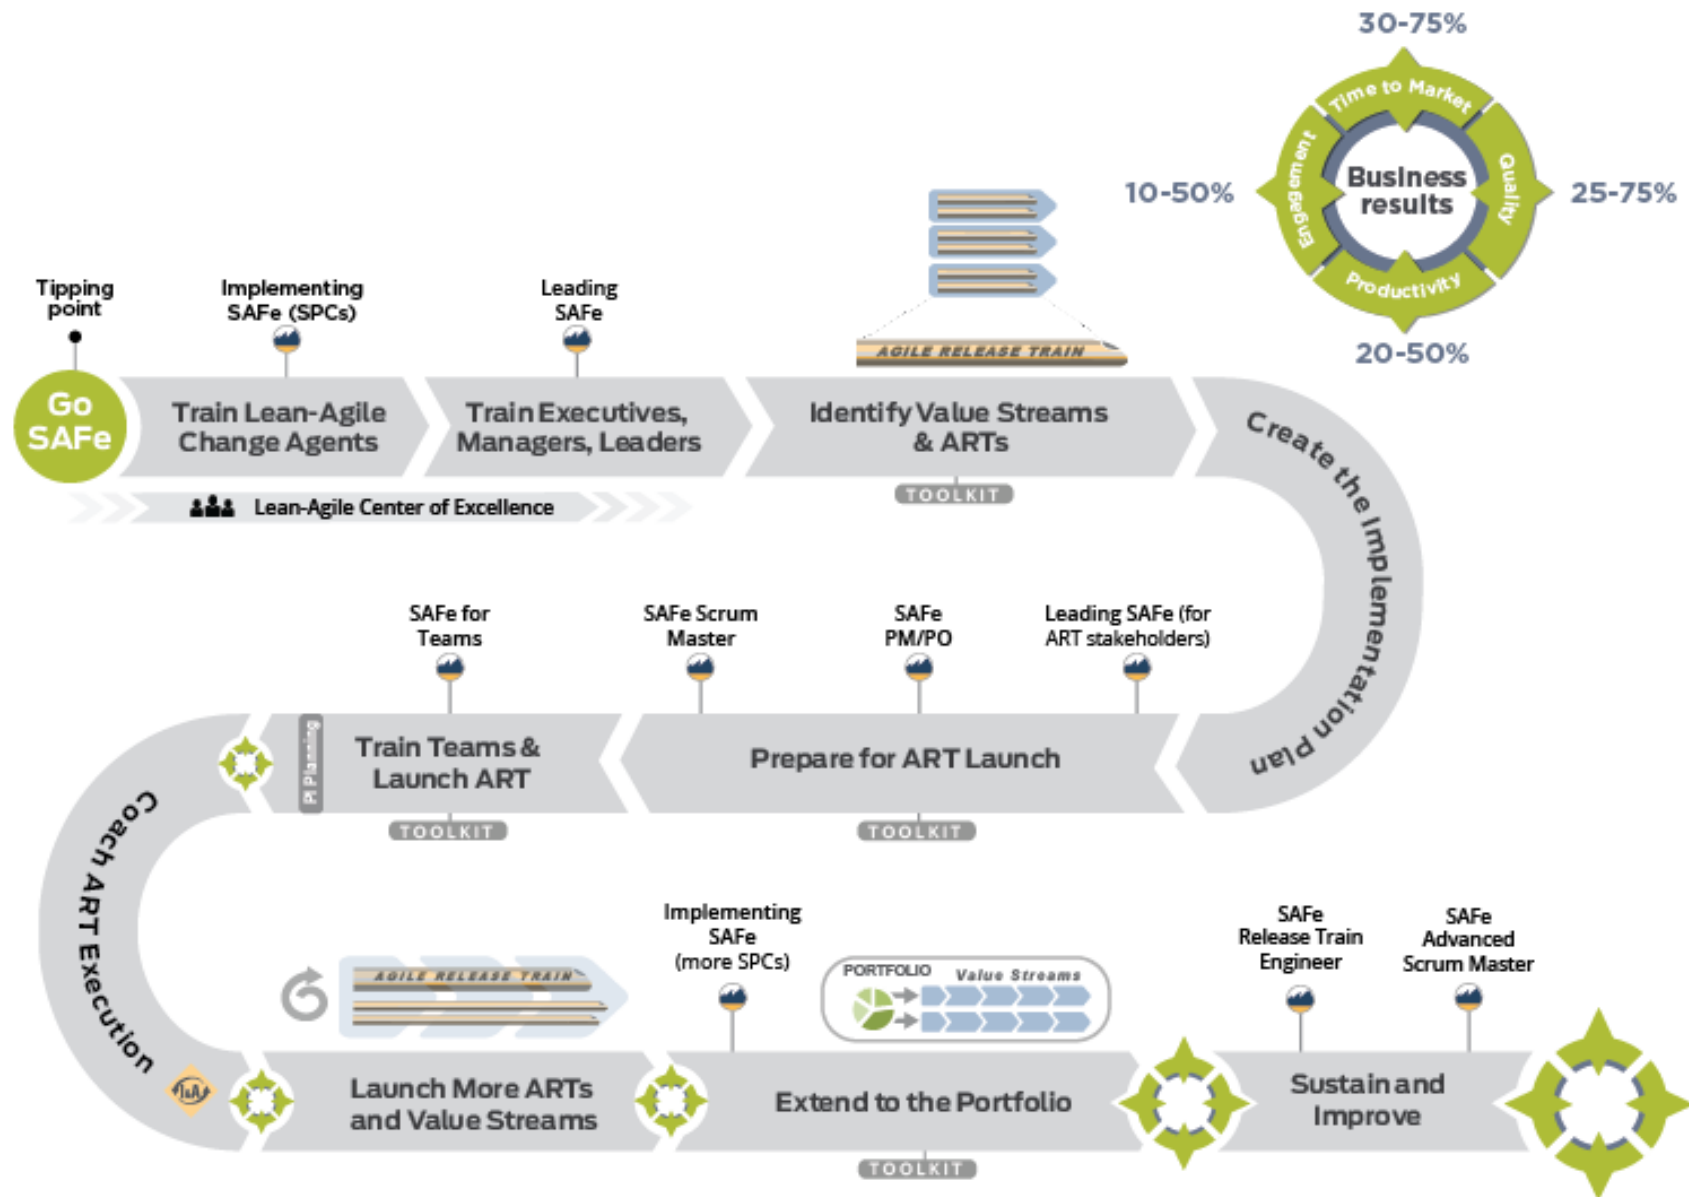 30-75%
Time to Market
Engagement
Quality
Business
results
Productivity
10-50%
25-75%
20-50%
Tipping
point
Implementing
SAFe (SPCs)
Leading
SAFe
AGILE RELEASE TRAIN
Go
SAFe
Train Lean-Agile
Change Agents
Train Executives,
Managers, Leaders
Identify Value Streams
& ARTs
TOOLKIT
Lean-Agile Center of Excellence
Create the Implementation Plan
SAFe for
Teams
SAFe Scrum
Master
SAFe
PM/PO
Leading SAFe (for
ART stakeholders)
PI Planning
Train Teams &
Launch ART
Prepare for ART Launch
TOOLKIT
TOOLKIT
Coach ART Execution
I&A
AGILE RELEASE TRAIN
Implementing
SAFe
(more SPCs)
PORTFOLIO
Value Streams
SAFe
Release Train
Engineer
SAFe
Advanced
Scrum Master
Launch More ARTs
and Value Streams
Extend to the Portfolio
Sustain and
Improve
TOOLKIT